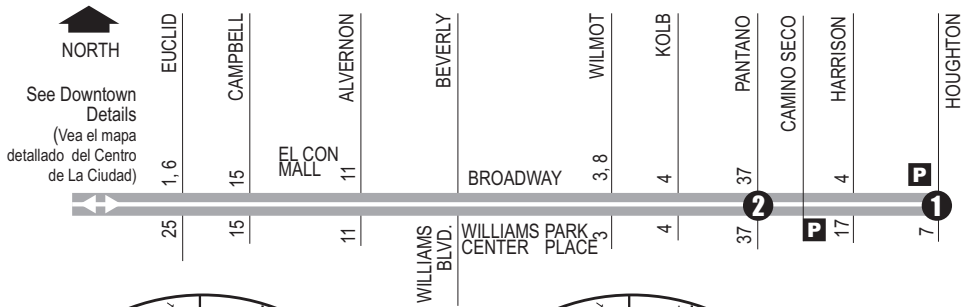 NORTH
See Downtown
Details
(Vea el mapa
detallado del Centro
de La Ciudad)
EUCLID
CAMPBELL
ALVERNON
BEVERLY
WILMOT
KOLB
PANTANO
CAMINO SECO
HARRISON
HOUGHTON
1, 6
15
EL CON
MALL
11
BROADWAY
3, 8
4
37
4
P
2
1
25
15
11
WILLIAMS
BLVD.
WILLIAMS PARK
CENTER PLACE
3
4
37
P
17
7